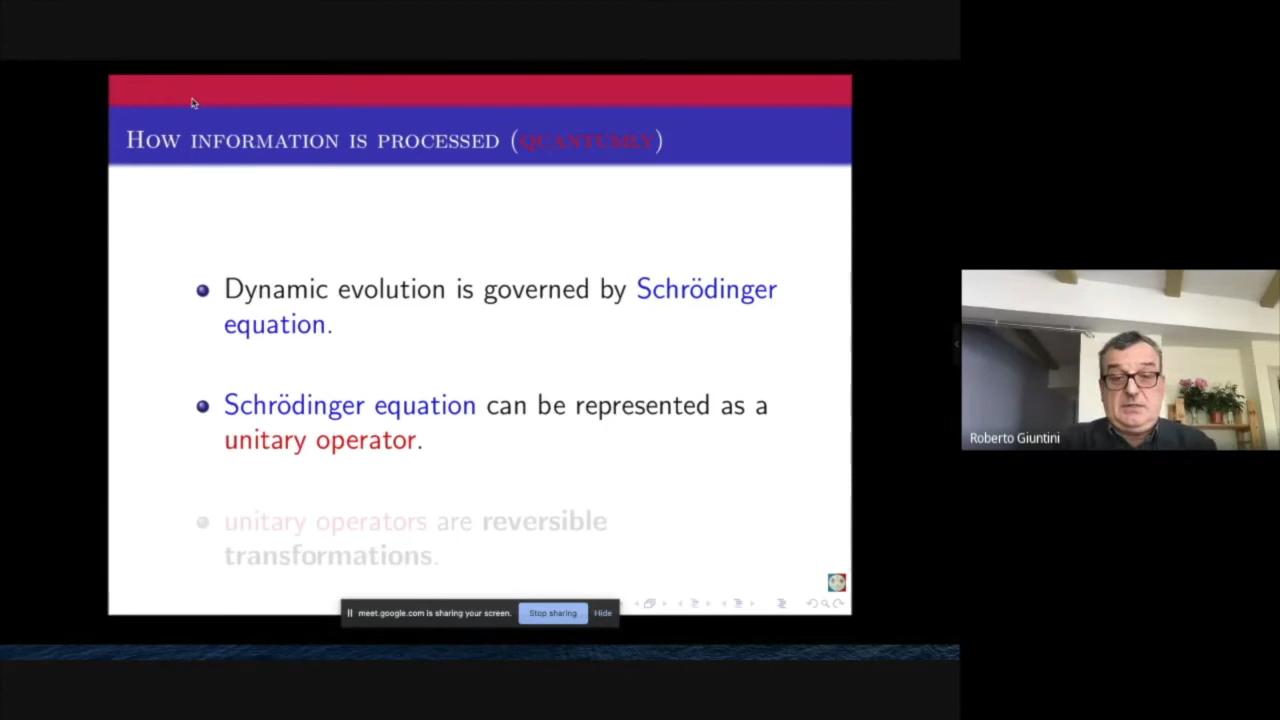 How information is processed (quantumly)
Dynamic evolution is governed by Schrödinger
equation.
Schrödinger equation can be represented as a
unitary operator.
unitary operators are reversible
transformations.
meet.google.com is sharing your screen.
Stop sharing
Hide
Roberto Giuntini